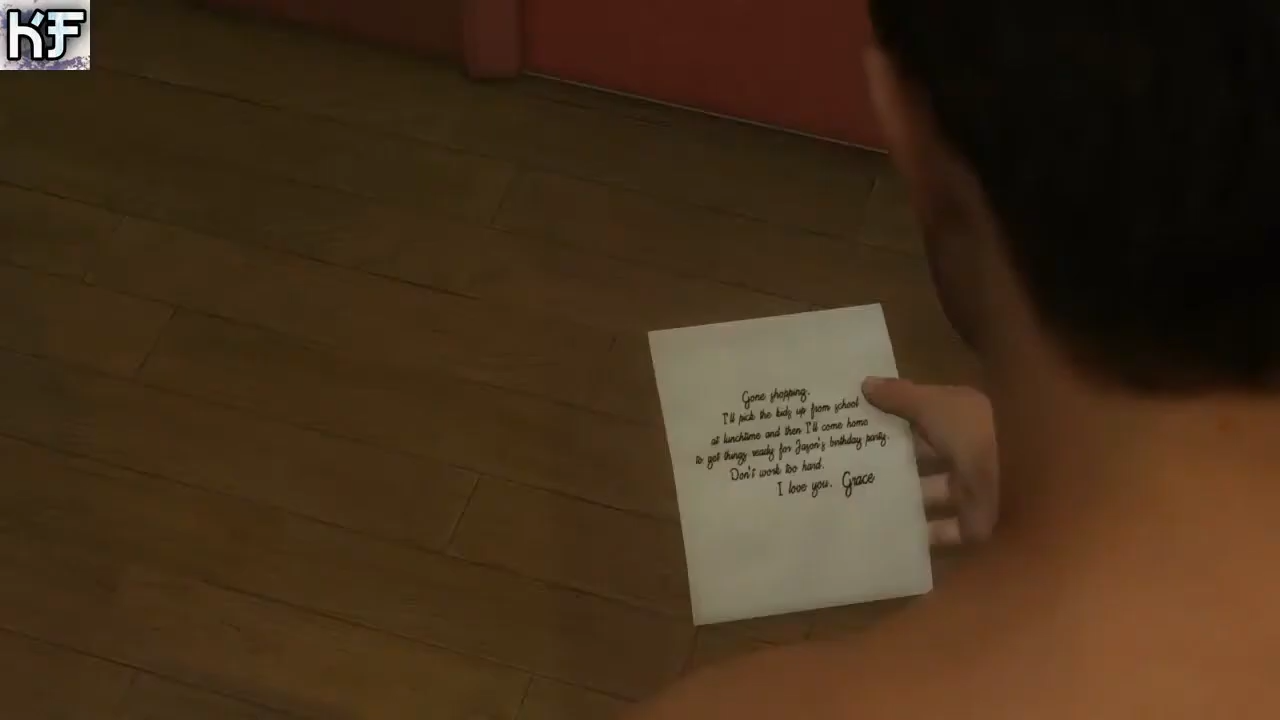 KF
Gone shopping.
I'll pick the kids up from school
at lunchtime and then I'll come home
to get things ready for Jason's birthday party.
Don't work too hard.
I love you. Grace